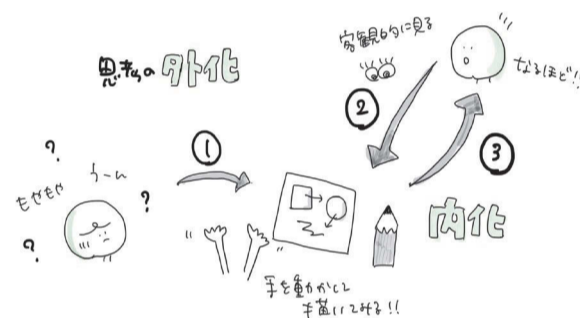 思考の外化
客観的に見る
なるほど!!
②
①
③
?
うーん
もやもや
?
?
内化
手を動かして
描いてみる!!